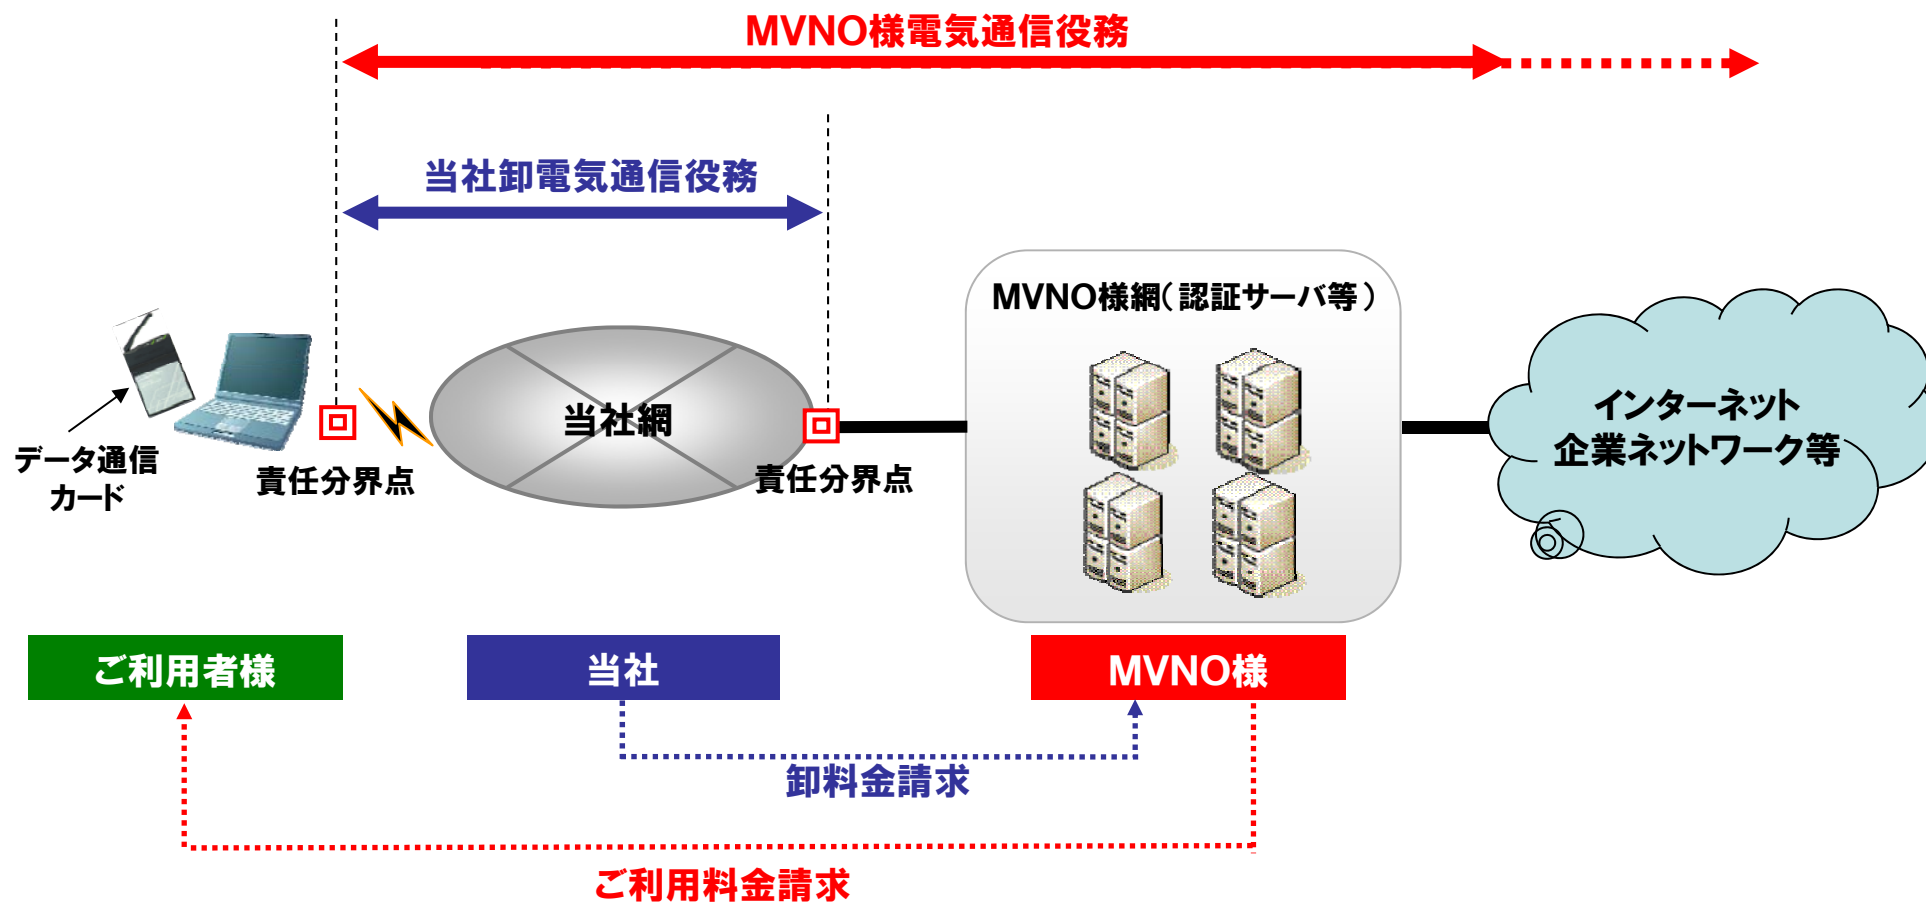 MVNO様電気通信役務
当社卸電気通信役務
MVNO様網(認証サーバ等)
当社網
インターネット
企業ネットワーク等
データ通信
カード
責任分界点
責任分界点
ご利用者様
当社
MVNO様
卸料金請求
ご利用料金請求